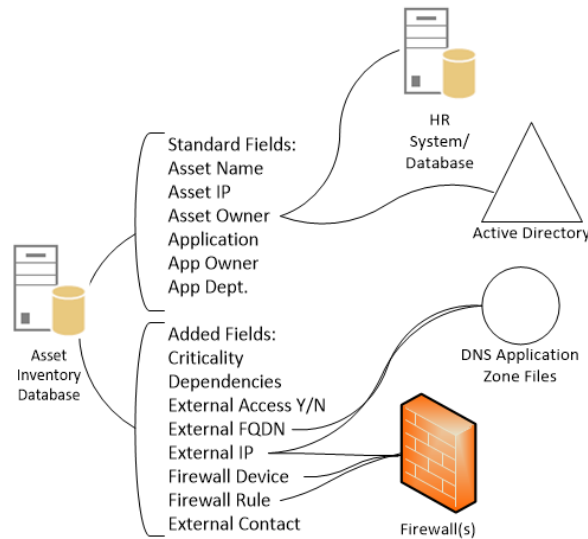 HR
System/
Database
Standard Fields:
Asset Name
Asset IP
Asset Owner
Application
App Owner
App Dept.
Active Directory
Asset
Inventory
Database
Added Fields:
Criticality
Dependencies
External Access Y/N
External FQDN
External IP
Firewall Device
Firewall Rule
External Contact
DNS Application
Zone Files
Firewall(s)